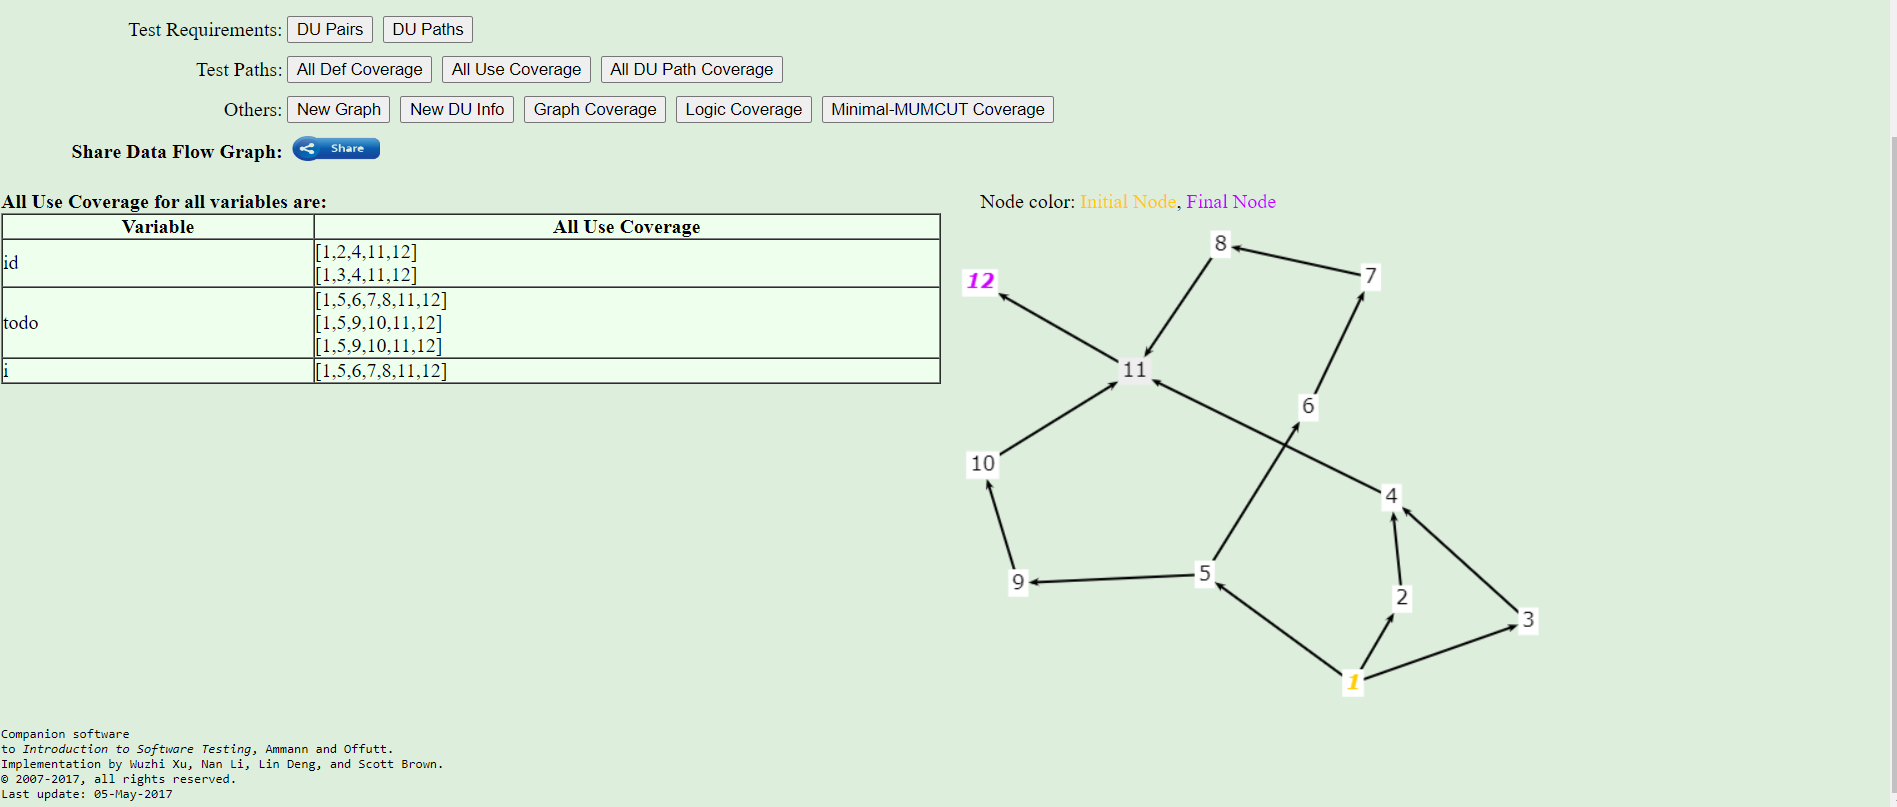 Test Requirements: DU Pairs DU Paths
Test Paths: All Def Coverage All Use Coverage All DU Path Coverage
Others: New Graph New DU Info Graph Coverage Logic Coverage Minimal-MUMCUT Coverage
Share Data Flow Graph: Share
All Use Coverage for all variables are:
Variable All Use Coverage
id
[1,2,4,11,12]
[1,3,4,11,12]
todo
[1,5,6,7,8,11,12]
[1,5,9,10,11,12]
[1,5,9,10,11,12]
i [1,5,6,7,8,11,12]
Node color: Initial Node, Final Node
8
7
12
11
6
10
4
5
9
2
3
1
Companion software
to Introduction to Software Testing, Ammann and Offutt.
Implementation by Wuzhi Xu, Nan Li, Lin Deng, and Scott Brown.
© 2007-2017, all rights reserved.
Last update: 05-May-2017